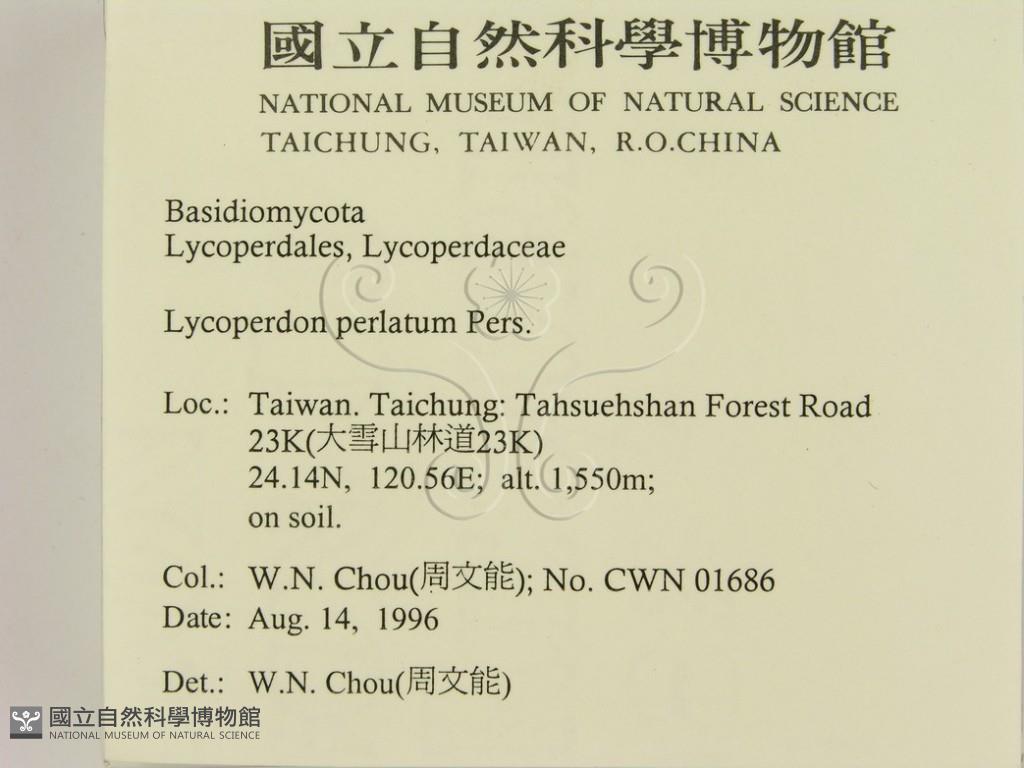 國立自然科學博物館
NATIONAL MUSEUM OF NATURAL SCIENCE
TAICHUNG, TAIWAN, R.O.CHINA
Basidiomycota
Lycoperdales, Lycoperdaceae
Lycoperdon perlatum Pers.
Loc.: Taiwan. Taichung: Tahsuehshan Forest Road
23K(大雪山林道23K)
24.14N, 120.56E; alt. 1,550m;
on soil.
Col.: W.N. Chou(周文能); No. CWN 01686
Date: Aug. 14, 1996
Det.: W.N. Chou(周文能)
國立自然科學博物館
NATIONAL MUSEUM OF NATURAL SCIENCE